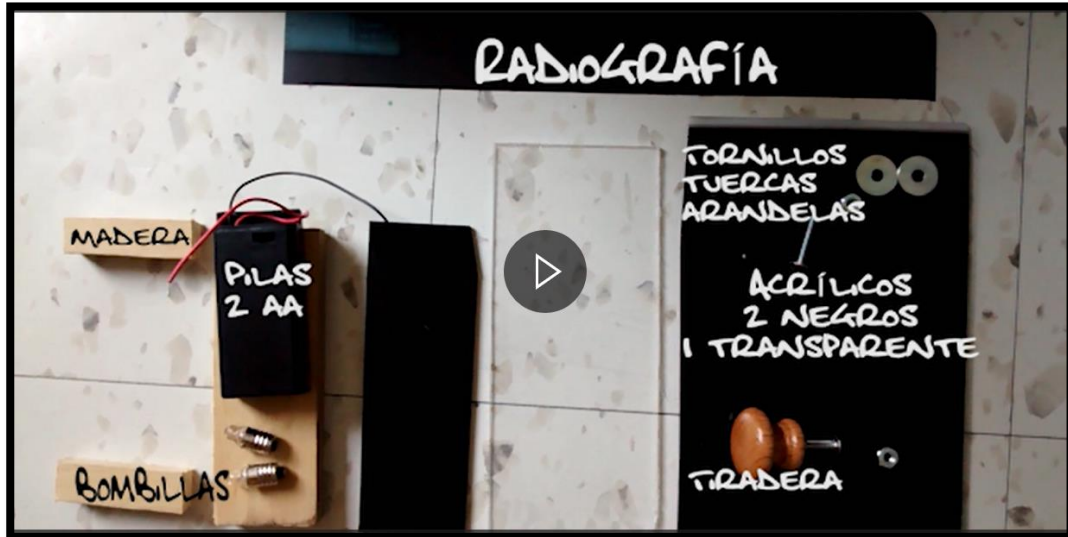 RADIOGRAFÍA
TORNILLOS
TUERCAS
ARANDELAS
MADERA
PILAS
2 AA
ACRÍLICOS
2 NEGROS
1 TRANSPARENTE
BOMBILLAS
TIRADERA